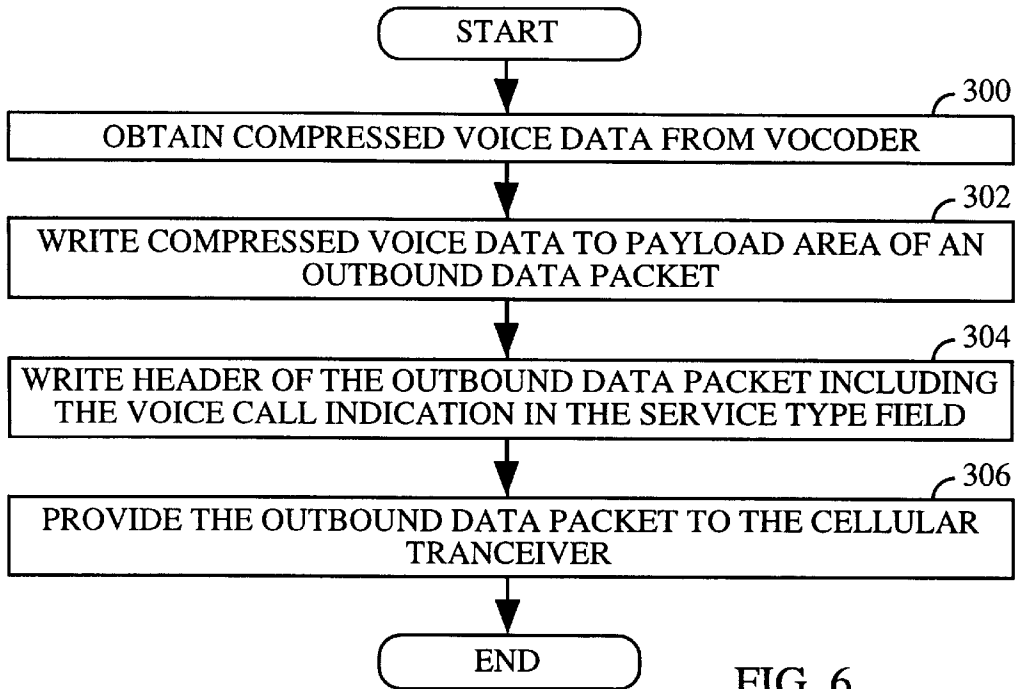 START
300
OBTAIN COMPRESSED VOICE DATA FROM VOCODER
302
WRITE COMPRESSED VOICE DATA TO PAYLOAD AREA OF AN
OUTBOUND DATA PACKET
304
WRITE HEADER OF THE OUTBOUND DATA PACKET INCLUDING
THE VOICE CALL INDICATION IN THE SERVICE TYPE FIELD
306
PROVIDE THE OUTBOUND DATA PACKET TO THE CELLULAR
TRANCEIVER
END
FIG. 6